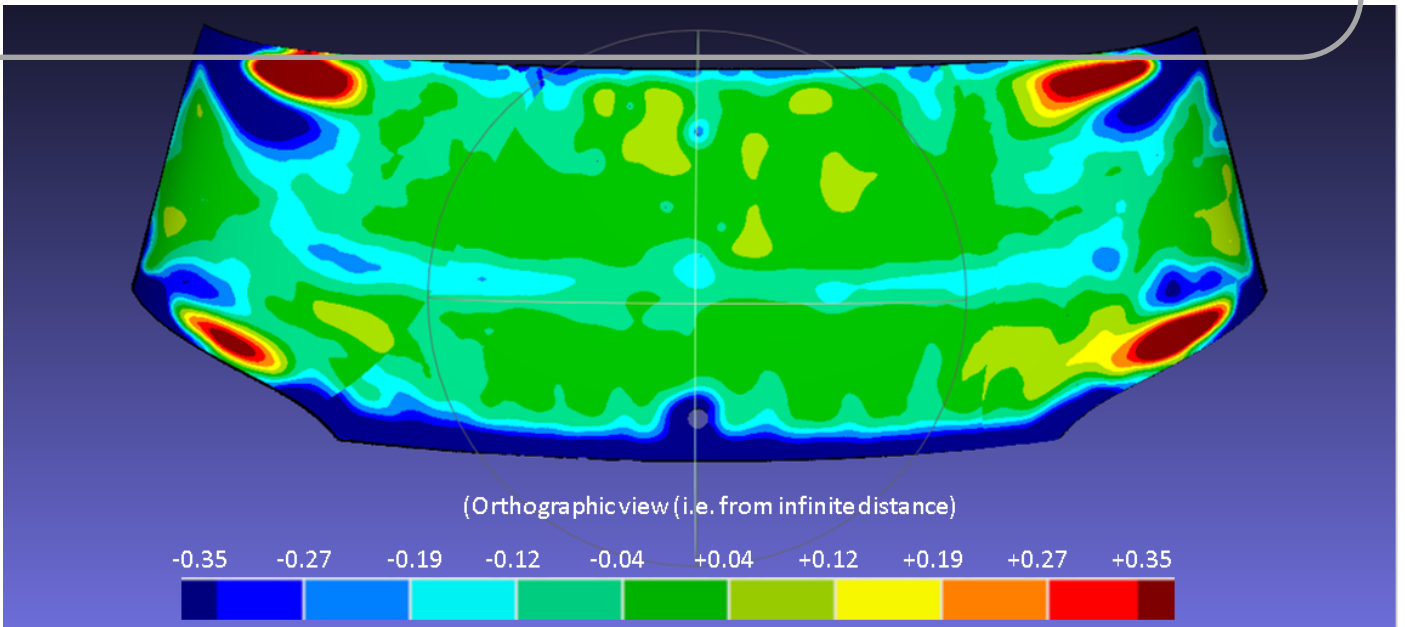 (Orthographic view (i.e. from infinite distance)
-0.35 -0.27 -0.19 -0.12 -0.04 +0.04 +0.12 +0.19 +0.27 +0.35